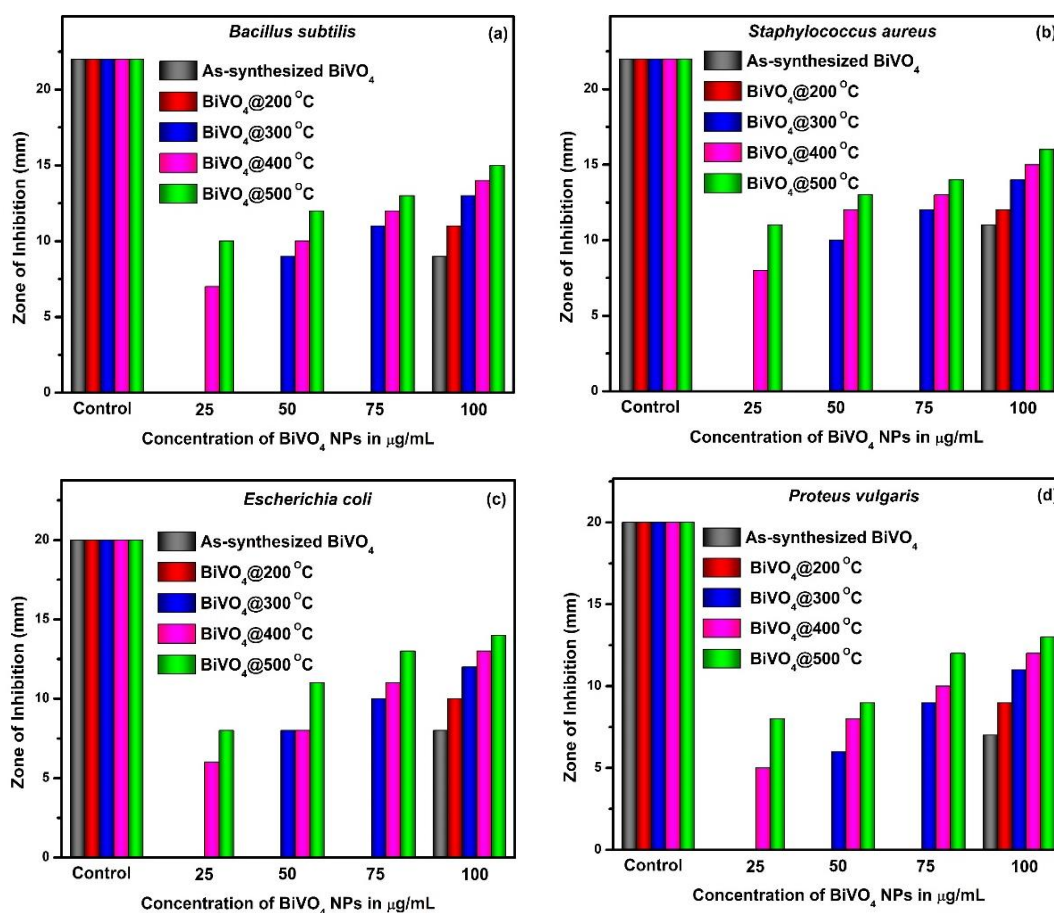 Bacillus subtilis (a)
As-synthesized BiVO₄
BiVO₄@200 °C
BiVO₄@300 °C
BiVO₄@400 °C
BiVO₄@500 °C
Zone of Inhibition (mm)
20
15
10
5
0
Control 25 50 75 100
Concentration of BiVO₄ NPs in μg/mL
Staphylococcus aureus (b)
As-synthesized BiVO₄
BiVO₄@200 °C
BiVO₄@300 °C
BiVO₄@400 °C
BiVO₄@500 °C
Zone of Inhibition (mm)
20
15
10
5
0
Control 25 50 75 100
Concentration of BiVO₄ NPs in μg/mL
Escherichia coli (c)
As-synthesized BiVO₄
BiVO₄@200 °C
BiVO₄@300 °C
BiVO₄@400 °C
BiVO₄@500 °C
Zone of Inhibition (mm)
20
15
10
5
0
Control 25 50 75 100
Concentration of BiVO₄ NPs in μg/mL
Proteus vulgaris (d)
As-synthesized BiVO₄
BiVO₄@200 °C
BiVO₄@300 °C
BiVO₄@400 °C
BiVO₄@500 °C
Zone of Inhibition (mm)
20
15
10
5
0
Control 25 50 75 100
Concentration of BiVO₄ NPs in μg/mL